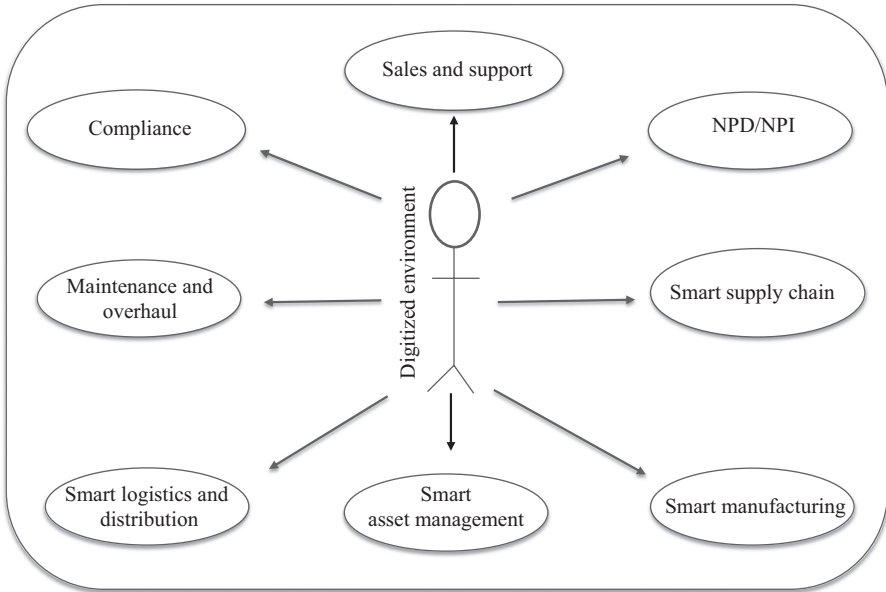 Sales and support
Compliance
NPD/NPI
Digitized environment
Maintenance and
overhaul
Smart supply chain
Smart logistics and
distribution
Smart
asset management
Smart manufacturing